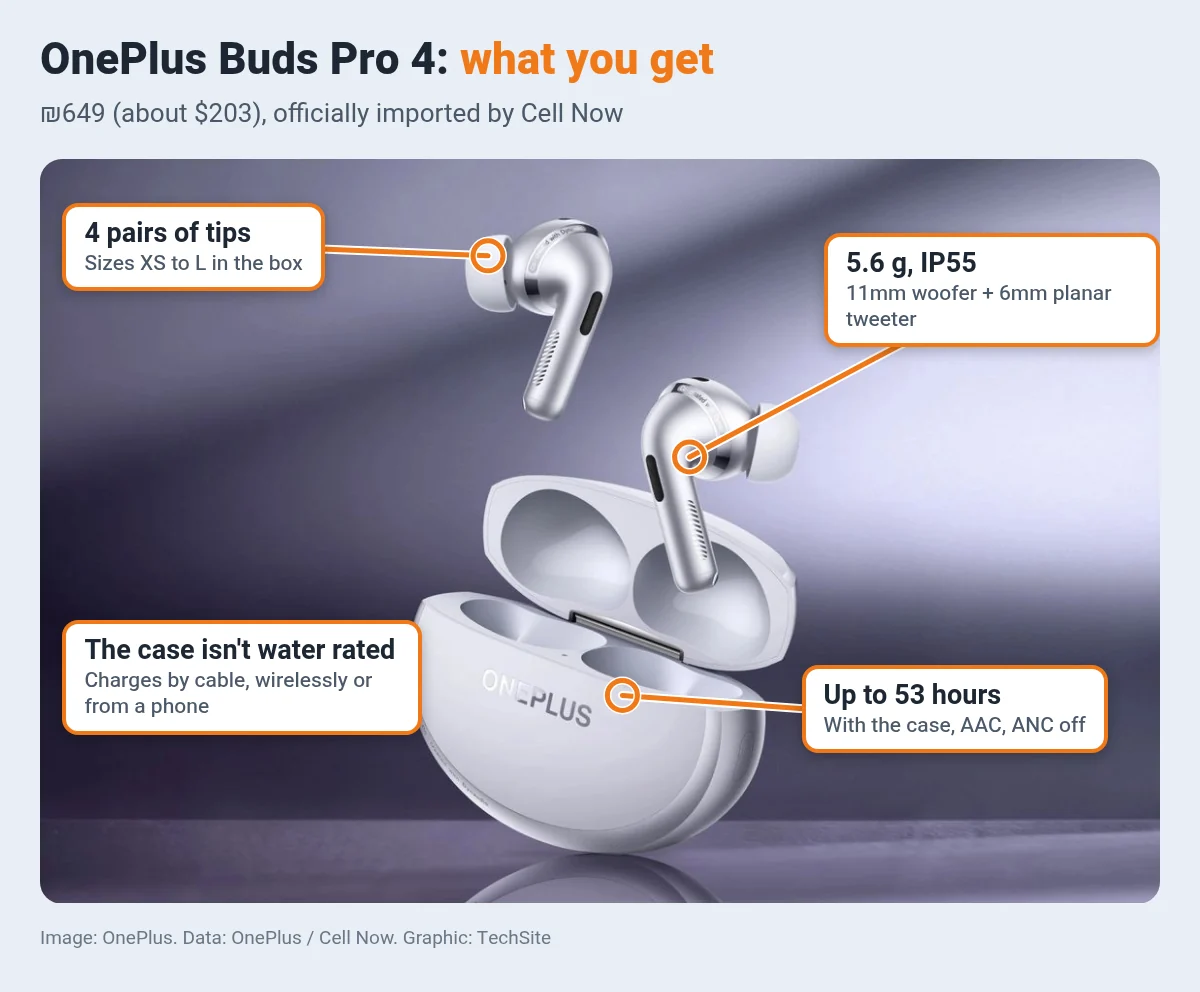 OnePlus Buds Pro 4: what you get
₪649 (about $203), officially imported by Cell Now
4 pairs of tips
Sizes XS to L in the box
5.6 g, IP55
11mm woofer + 6mm planar
tweeter
The case isn't water rated
Charges by cable, wirelessly or
from a phone
ONEPLUS
Up to 53 hours
With the case, AAC, ANC off
Image: OnePlus. Data: OnePlus / Cell Now. Graphic: TechSite